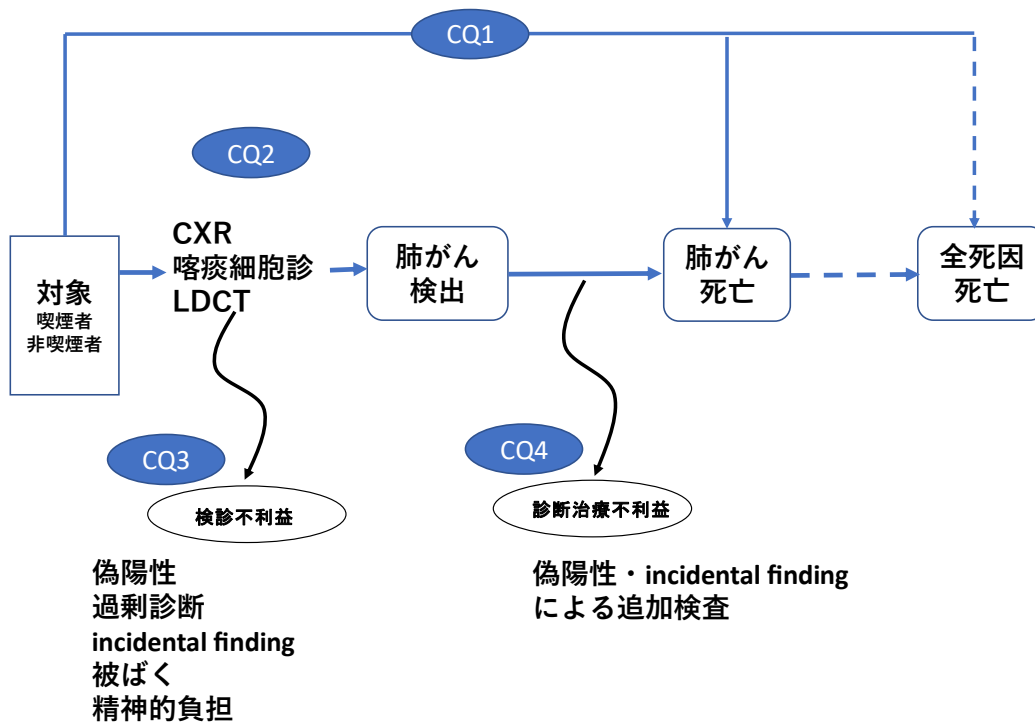 CQ1
CQ2
対象
喫煙者
非喫煙者
CXR
喀痰細胞診
LDCT
肺がん
検出
肺がん
死亡
全死因
死亡
CQ3
CQ4
検診不利益
診断治療不利益
偽陽性
過剰診断
incidental finding
被ばく
精神的負担
偽陽性・incidental finding
による追加検査